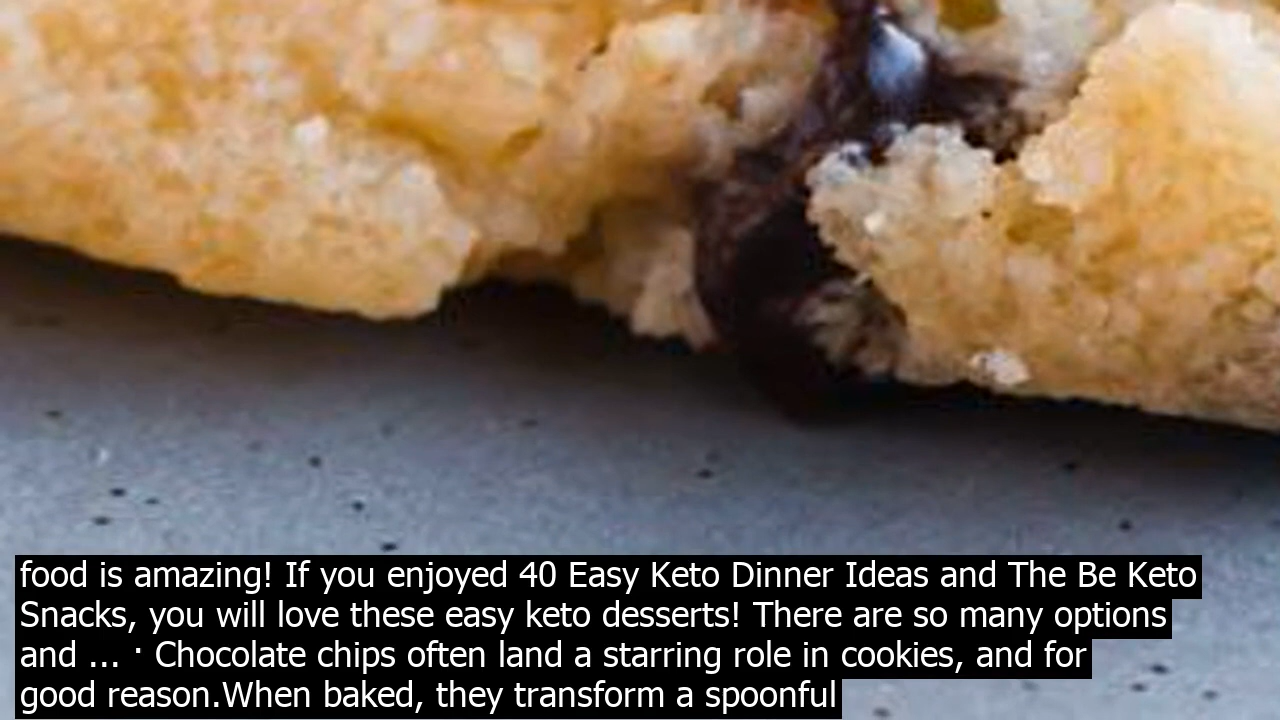 food is amazing! If you enjoyed 40 Easy Keto Dinner Ideas and The Be Keto
Snacks, you will love these easy keto desserts! There are so many options
and ... · Chocolate chips often land a starring role in cookies, and for
good reason.When baked, they transform a spoonful